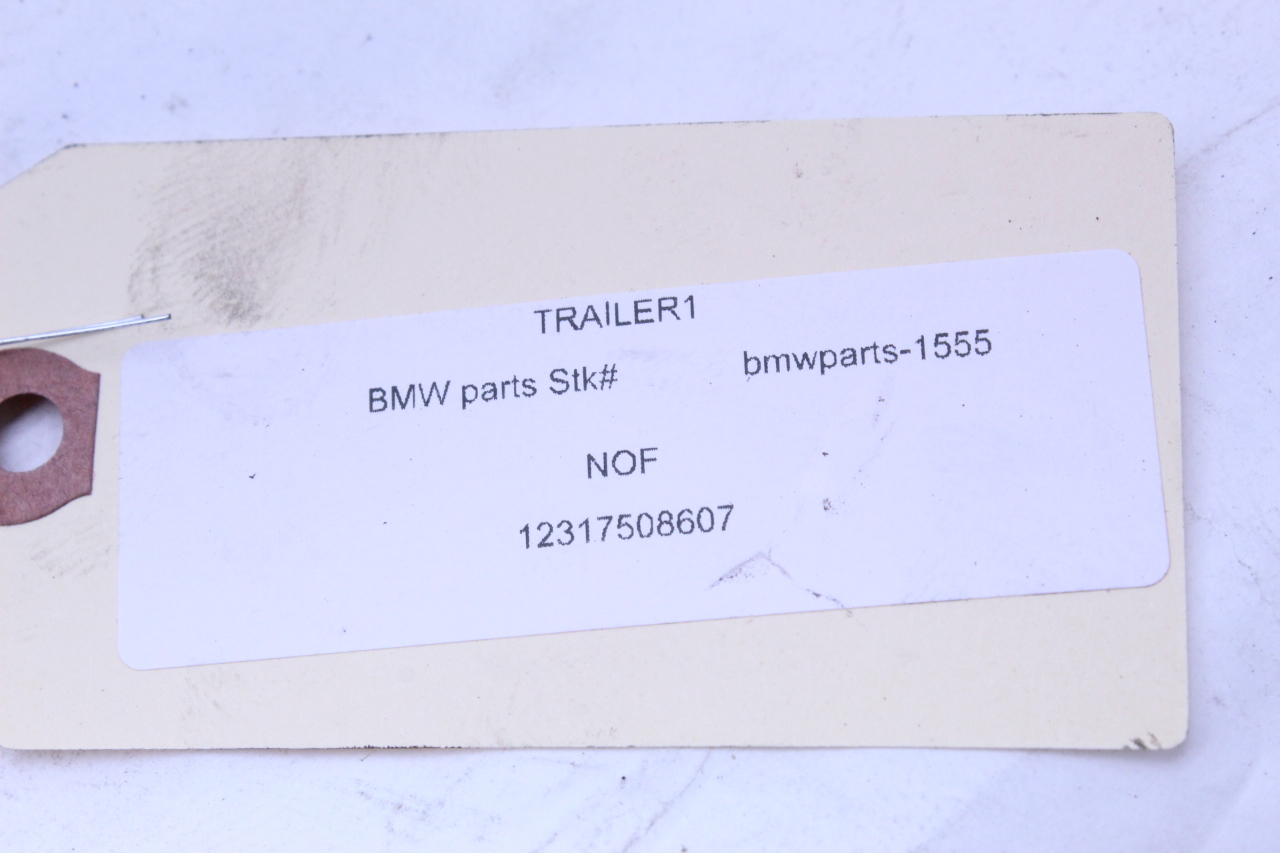 TRAILER1
BMW parts Stk# bmwparts-1555
NOF
12317508607